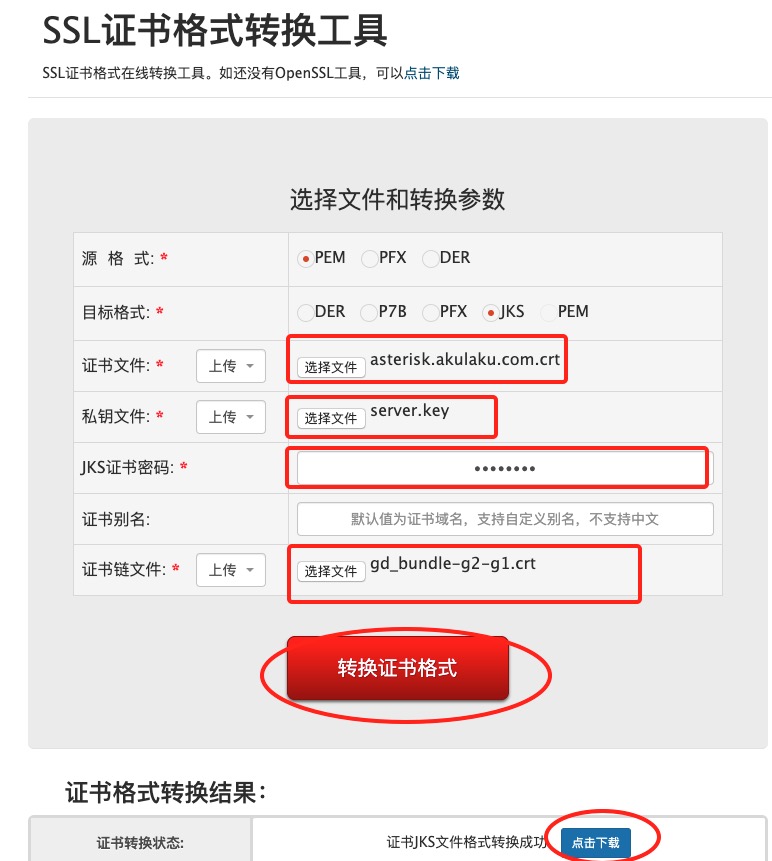 SSL证书格式转换工具
SSL证书格式在线转换工具。如还没有OpenSSL工具，可以点击下载
选择文件和转换参数
源 格 式: * PEM PFX DER
目标格式: * DER P7B PFX JKS PEM
证书文件: * 上传 选择文件 asterisk.akulaku.com.crt
私钥文件: * 上传 选择文件 server.key
JKS证书密码: * ••••••••
证书别名: 默认值为证书域名，支持自定义别名，不支持中文
证书链文件: * 上传 选择文件 gd_bundle-g2-g1.crt
转换证书格式
证书格式转换结果：
证书转换状态: 证书JKS文件格式转换成功 点击下载